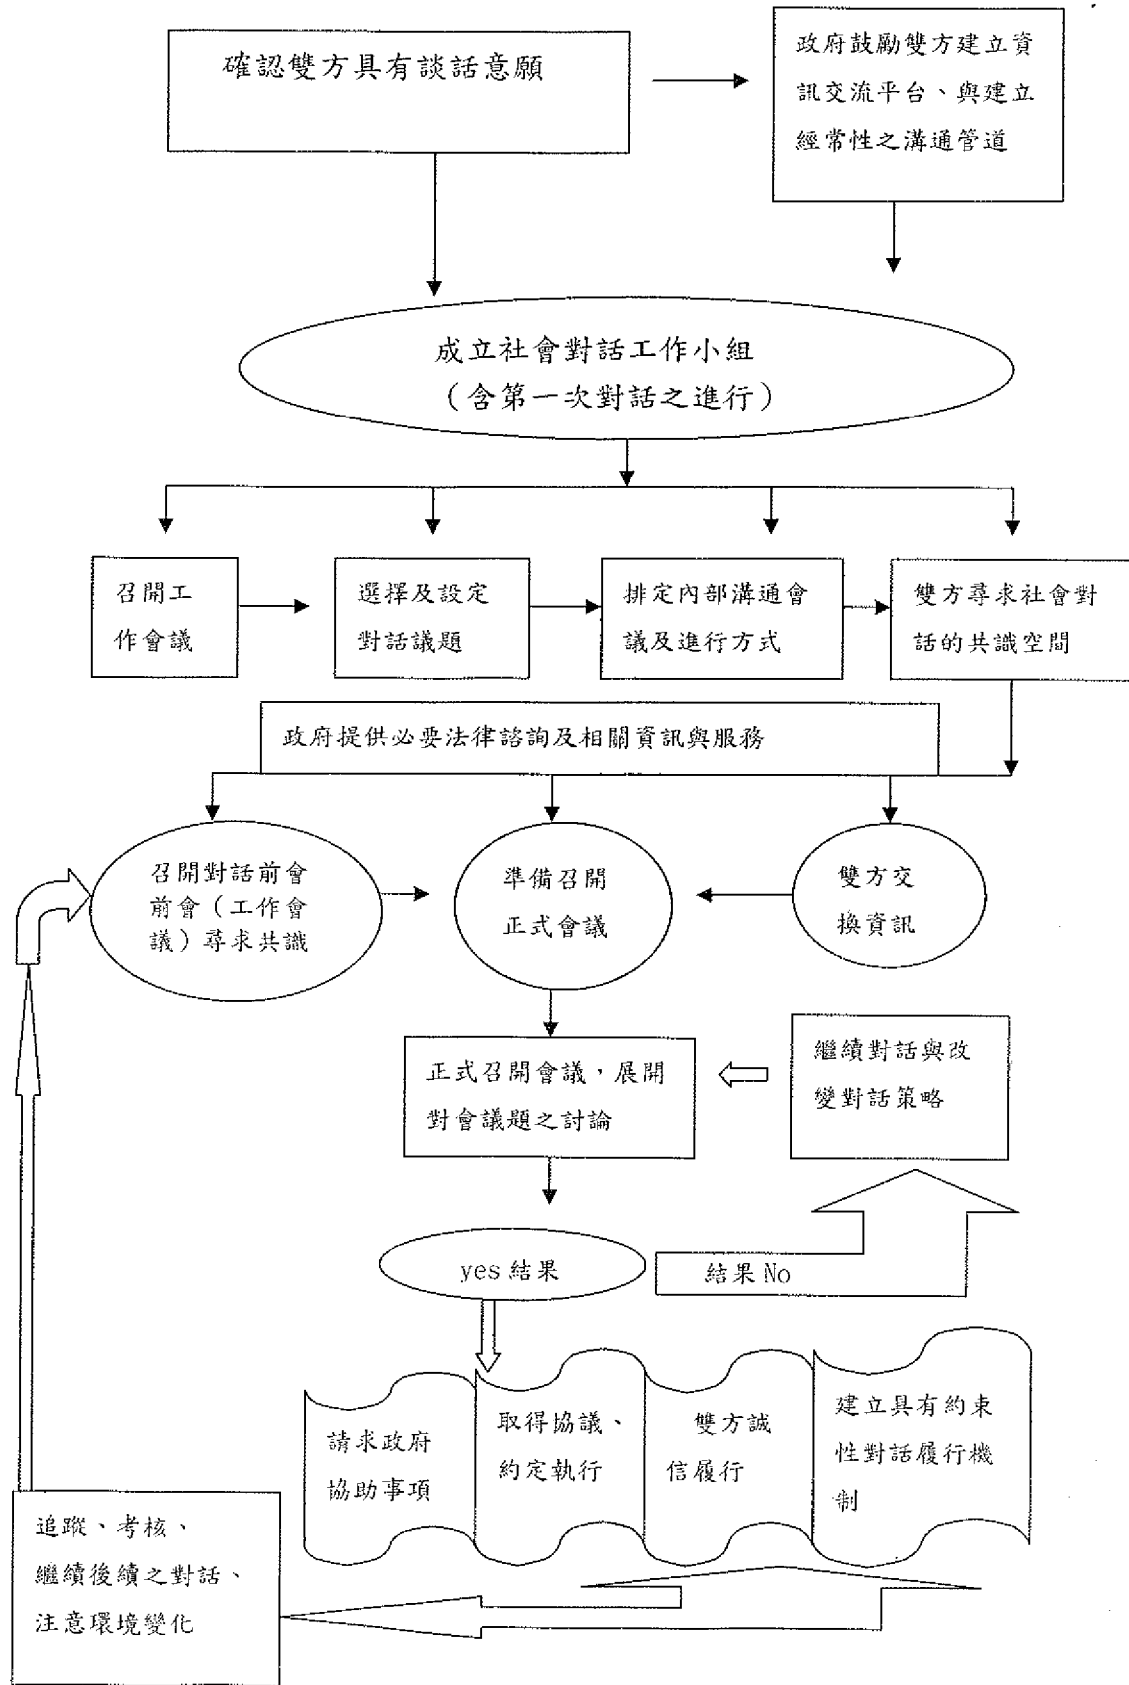 確認雙方具有談話意願
政府鼓勵雙方建立資
訊交流平台、與建立
經常性之溝通管道
成立社會對話工作小組
（含第一次對話之進行）
召開工
作會議
選擇及設定
對話議題
排定內部溝通會
議及進行方式
雙方尋求社會對
話的共識空間
政府提供必要法律諮詢及相關資訊與服務
召開對話前會
前會（工作會
議）尋求共識
準備召開
正式會議
雙方交
換資訊
正式召開會議，展開
對會議題之討論
繼續對話與改
變對話策略
yes 結果
結果 No
請求政府
協助事項
取得協議、
約定執行
雙方誠
信履行
建立具有約束
性對話履行機
制
追蹤、考核、
繼續後續之對話、
注意環境變化